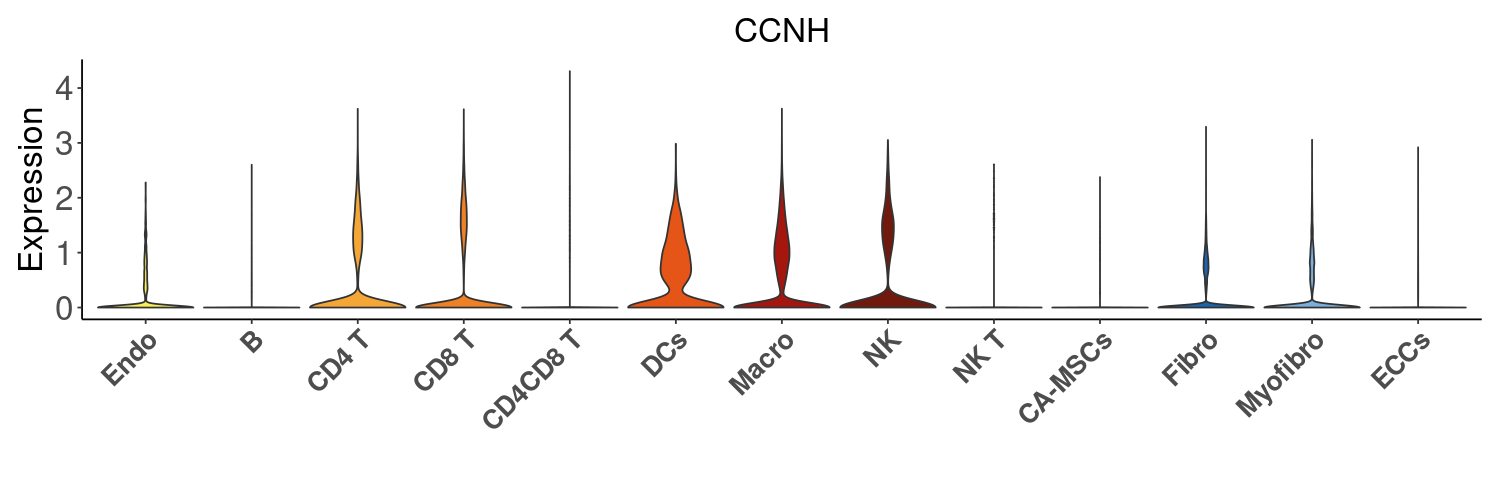 CCNH
Expression
4
3
2
1
0
Endo
B
CD4 T
CD8 T
CD4CD8 T
DCs
Macro
NK
NK T
CA-MSCs
Fibro
Myofibro
ECCs